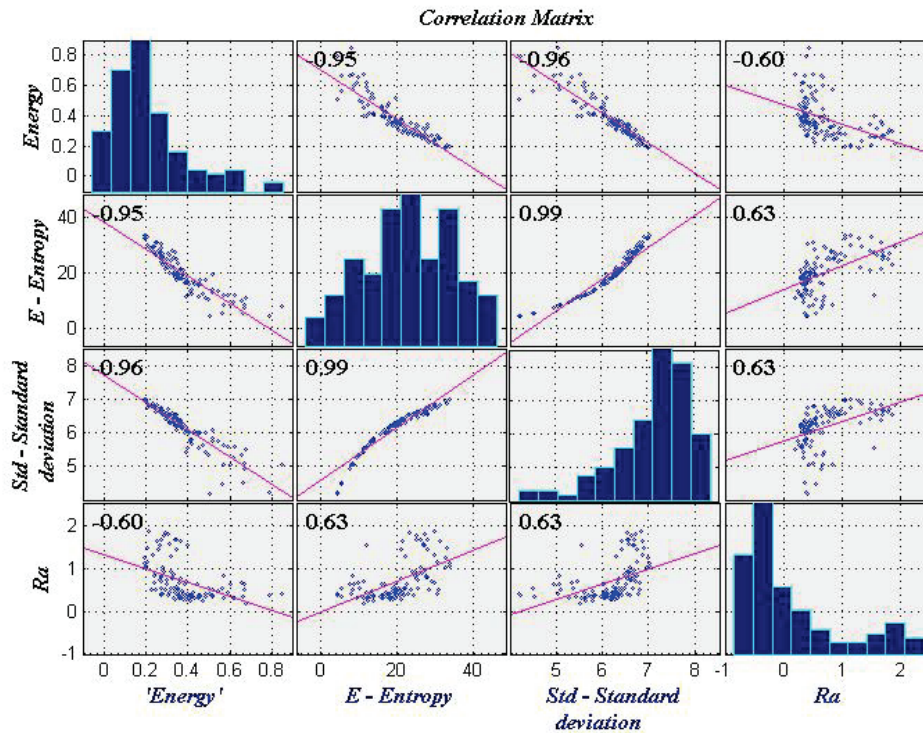 Correlation Matrix
Energy
0.8
0.6
0.4
0.2
0
-0.95
-0.96
-0.60
E - Entropy
40
20
0
-0.95
0.99
0.63
Std - Standard
deviation
8
7
6
5
-0.96
0.99
0.63
Ra
2
1
0
-1
-0.60
0.63
0.63
0 0.2 0.4 0.6 0.8
0 20 40
5 6 7 8
-1 0 1 2
'Energy'
E - Entropy
Std - Standard
deviation
Ra